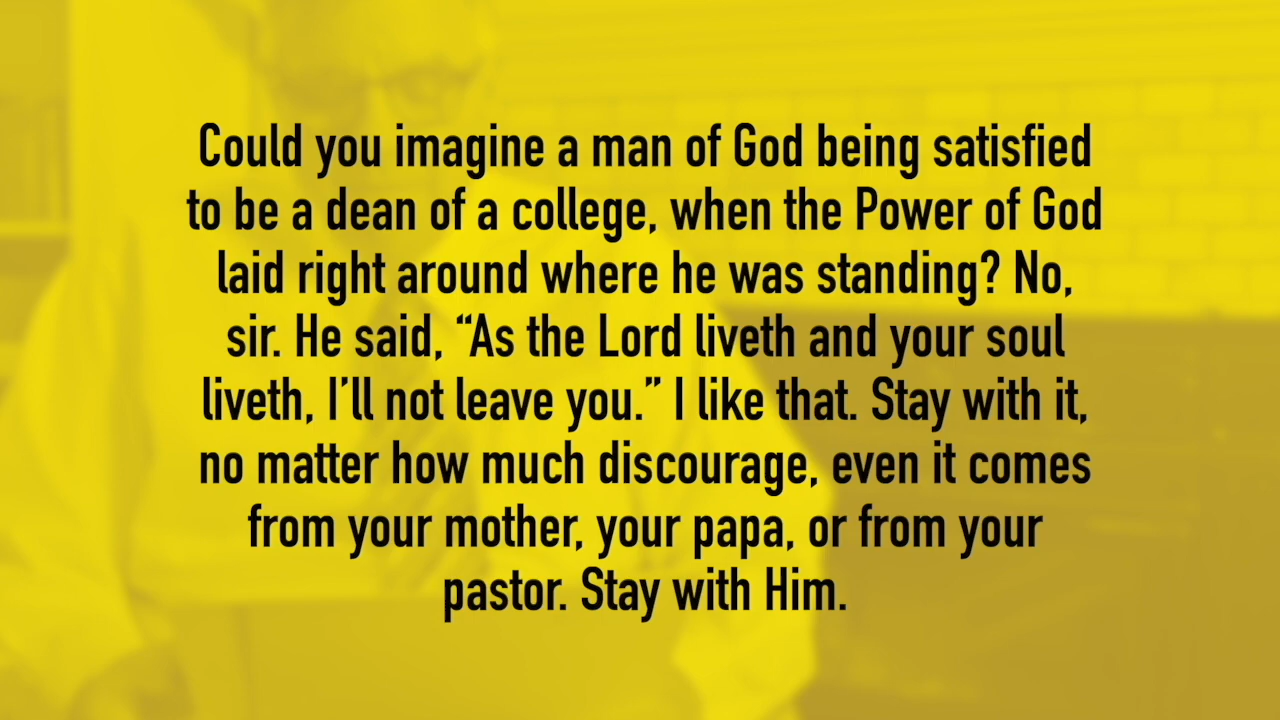 Could you imagine a man of God being satisfied
to be a dean of a college, when the Power of God
laid right around where he was standing? No,
sir. He said, “As the Lord liveth and your soul
liveth, I’ll not leave you.” I like that. Stay with it,
no matter how much discourage, even it comes
from your mother, your papa, or from your
pastor. Stay with Him.